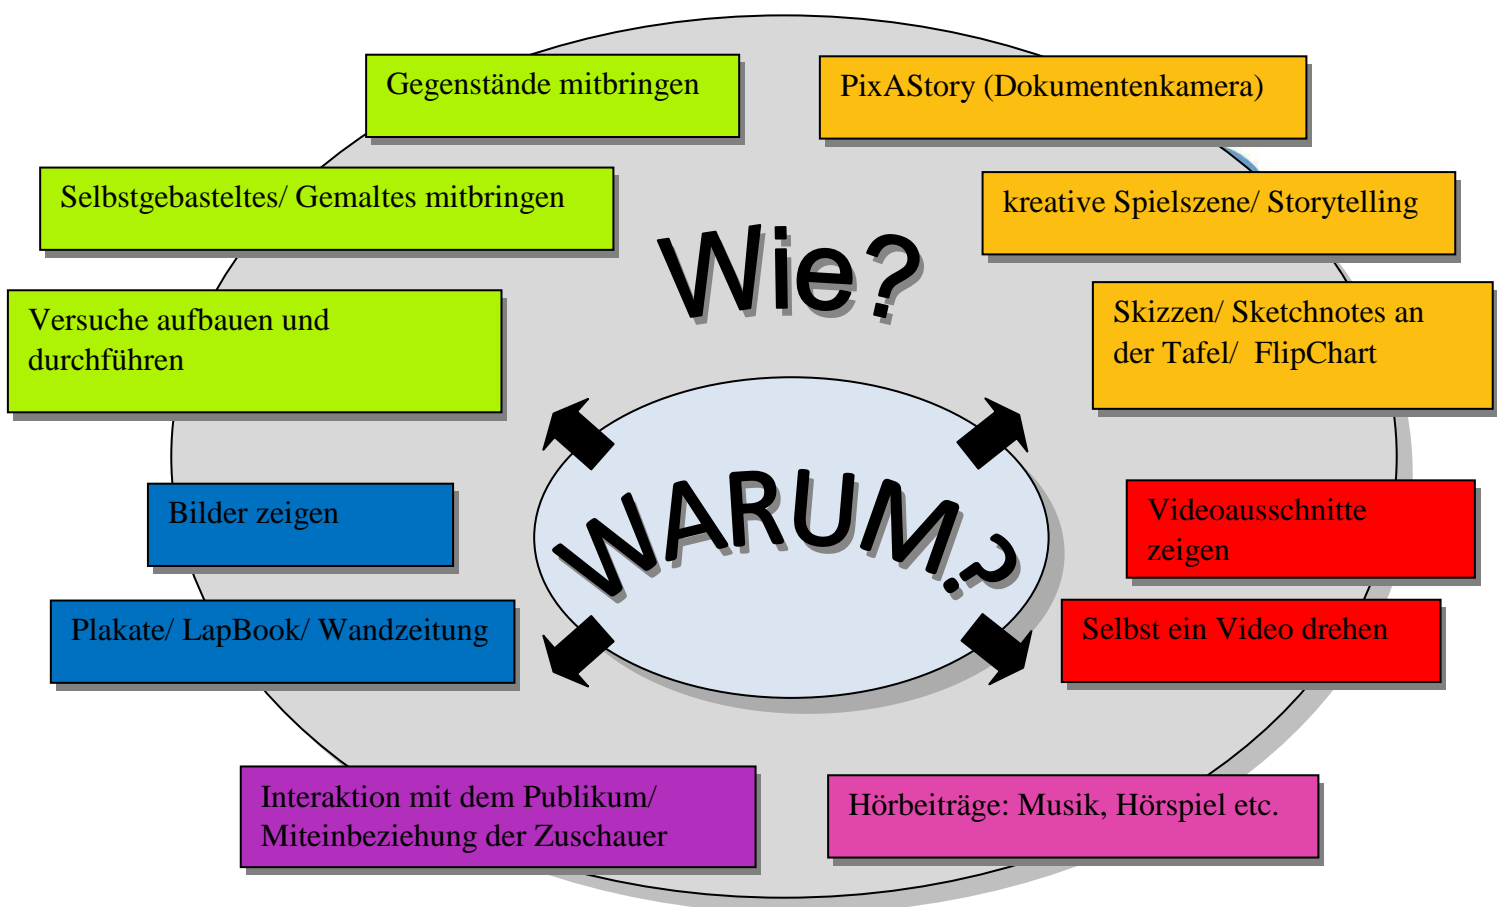 Gegenstände mitbringen
PixAStory (Dokumentenkamera)
Selbstgebasteltes/ Gemaltes mitbringen
kreative Spielszene/ Storytelling
Wie?
Versuche aufbauen und
durchführen
Skizzen/ Sketchnotes an
der Tafel/ FlipChart
WARUM?
Bilder zeigen
Videoausschnitte
zeigen
Plakate/ LapBook/ Wandzeitung
Selbst ein Video drehen
Interaktion mit dem Publikum/
Miteinbeziehung der Zuschauer
Hörbeiträge: Musik, Hörspiel etc.